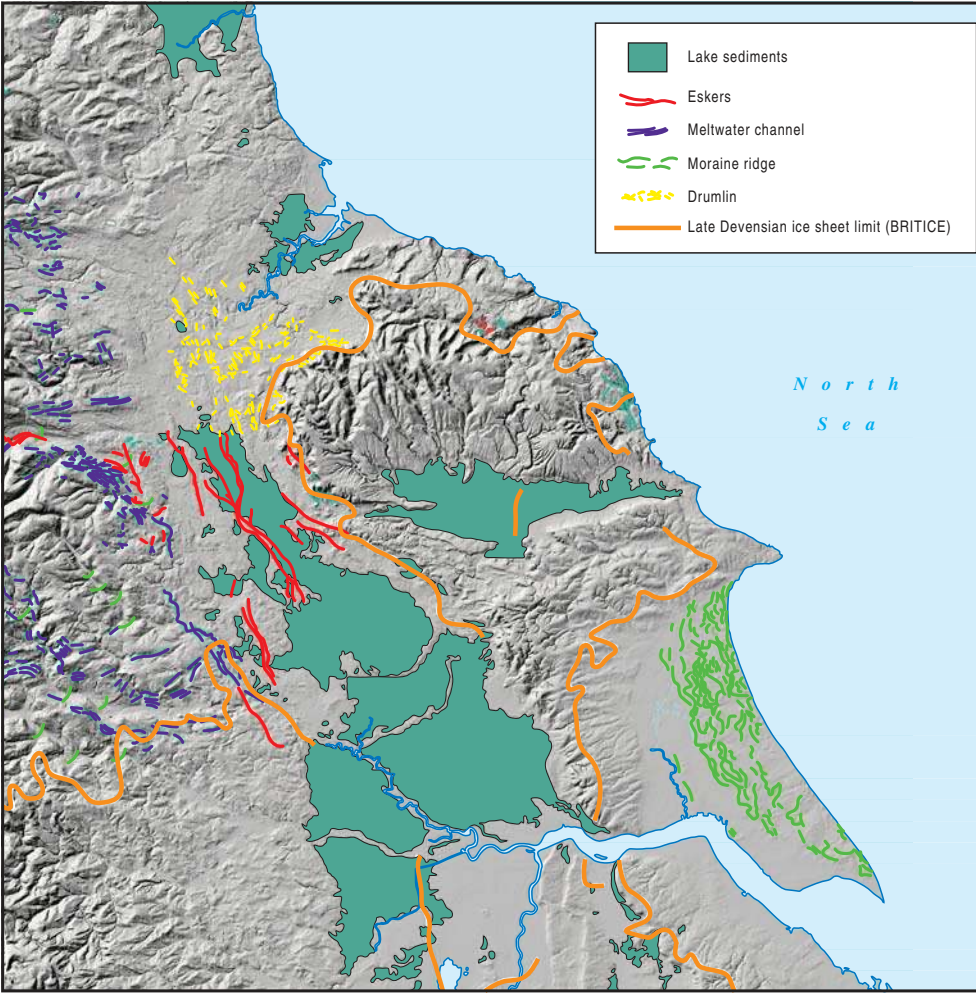 Lake sediments
Eskers
Meltwater channel
Moraine ridge
Drumlin
Late Devensian ice sheet limit (BRITICE)
North
Sea